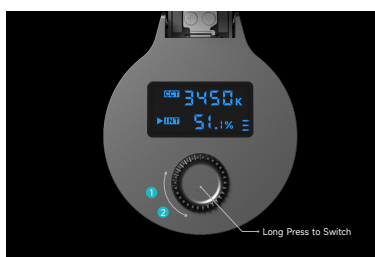 CCT 3450K
▶INT 51.1%
1
2
Long Press to Switch